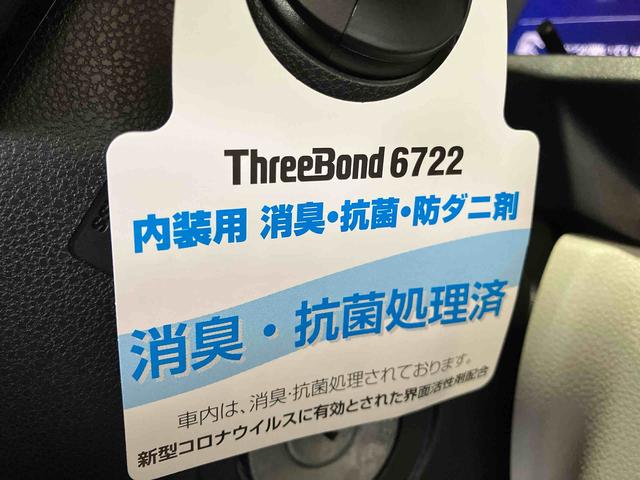 ThreeBond 6722
内装用 消臭・抗菌・防ダニ剤
消臭・抗菌処理済
車内は、消臭・抗菌処理されております。
新型コロナウイルスに有効とされた界面活性剤配合